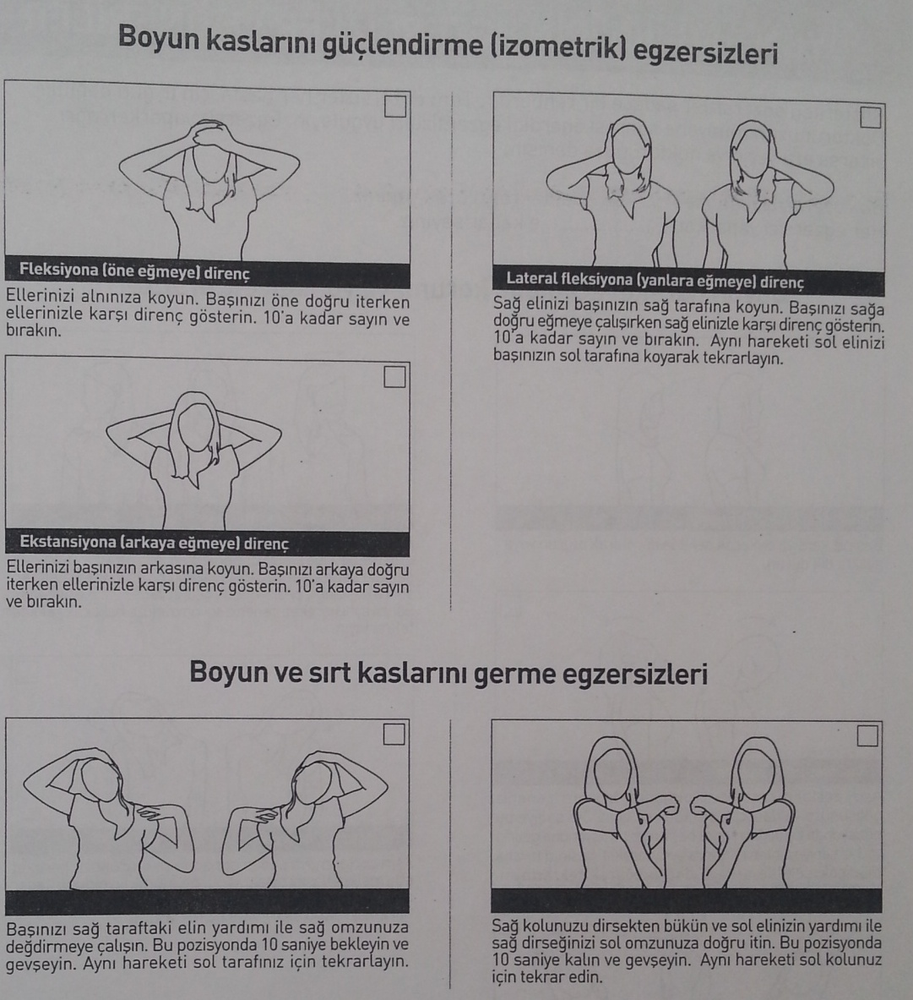 Boyun kaslarını güçlendirme (izometrik) egzersizleri
Fleksiyona (öne eğmeye) direnç
Ellerinizi alnınıza koyun. Başınızı öne doğru iterken
ellerinizle karşı direnç gösterin. 10'a kadar sayın ve
bırakın.
Ekstansiyona (arkaya eğmeye) direnç
Ellerinizi başınızın arkasına koyun. Başınızı arkaya doğru
iterken ellerinizle karşı direnç gösterin. 10'a kadar sayın
ve bırakın.
Lateral fleksiyona (yanlara eğmeye) direnç
Sağ elinizi başınızın sağ tarafına koyun. Başınızı sağa
doğru eğmeye çalışırken sağ elinizle karşı direnç gösterin.
10'a kadar sayın ve bırakın. Aynı hareketi sol elinizi
başınızın sol tarafına koyarak tekrarlayın.
Boyun ve sırt kaslarını germe egzersizleri
Başınızı sağ taraftaki elin yardımı ile sağ omzunuza
değdirmeye çalışın. Bu pozisyonda 10 saniye bekleyin ve
gevşeyin. Aynı hareketi sol tarafınız için tekrarlayın.
Sağ kolunuzu dirsekten bükün ve sol elinizin yardımı ile
sağ dirseğinizi sol omzunuza doğru itin. Bu pozisyonda
10 saniye kalın ve gevşeyin. Aynı hareketi sol kolunuz
için tekrar edin.